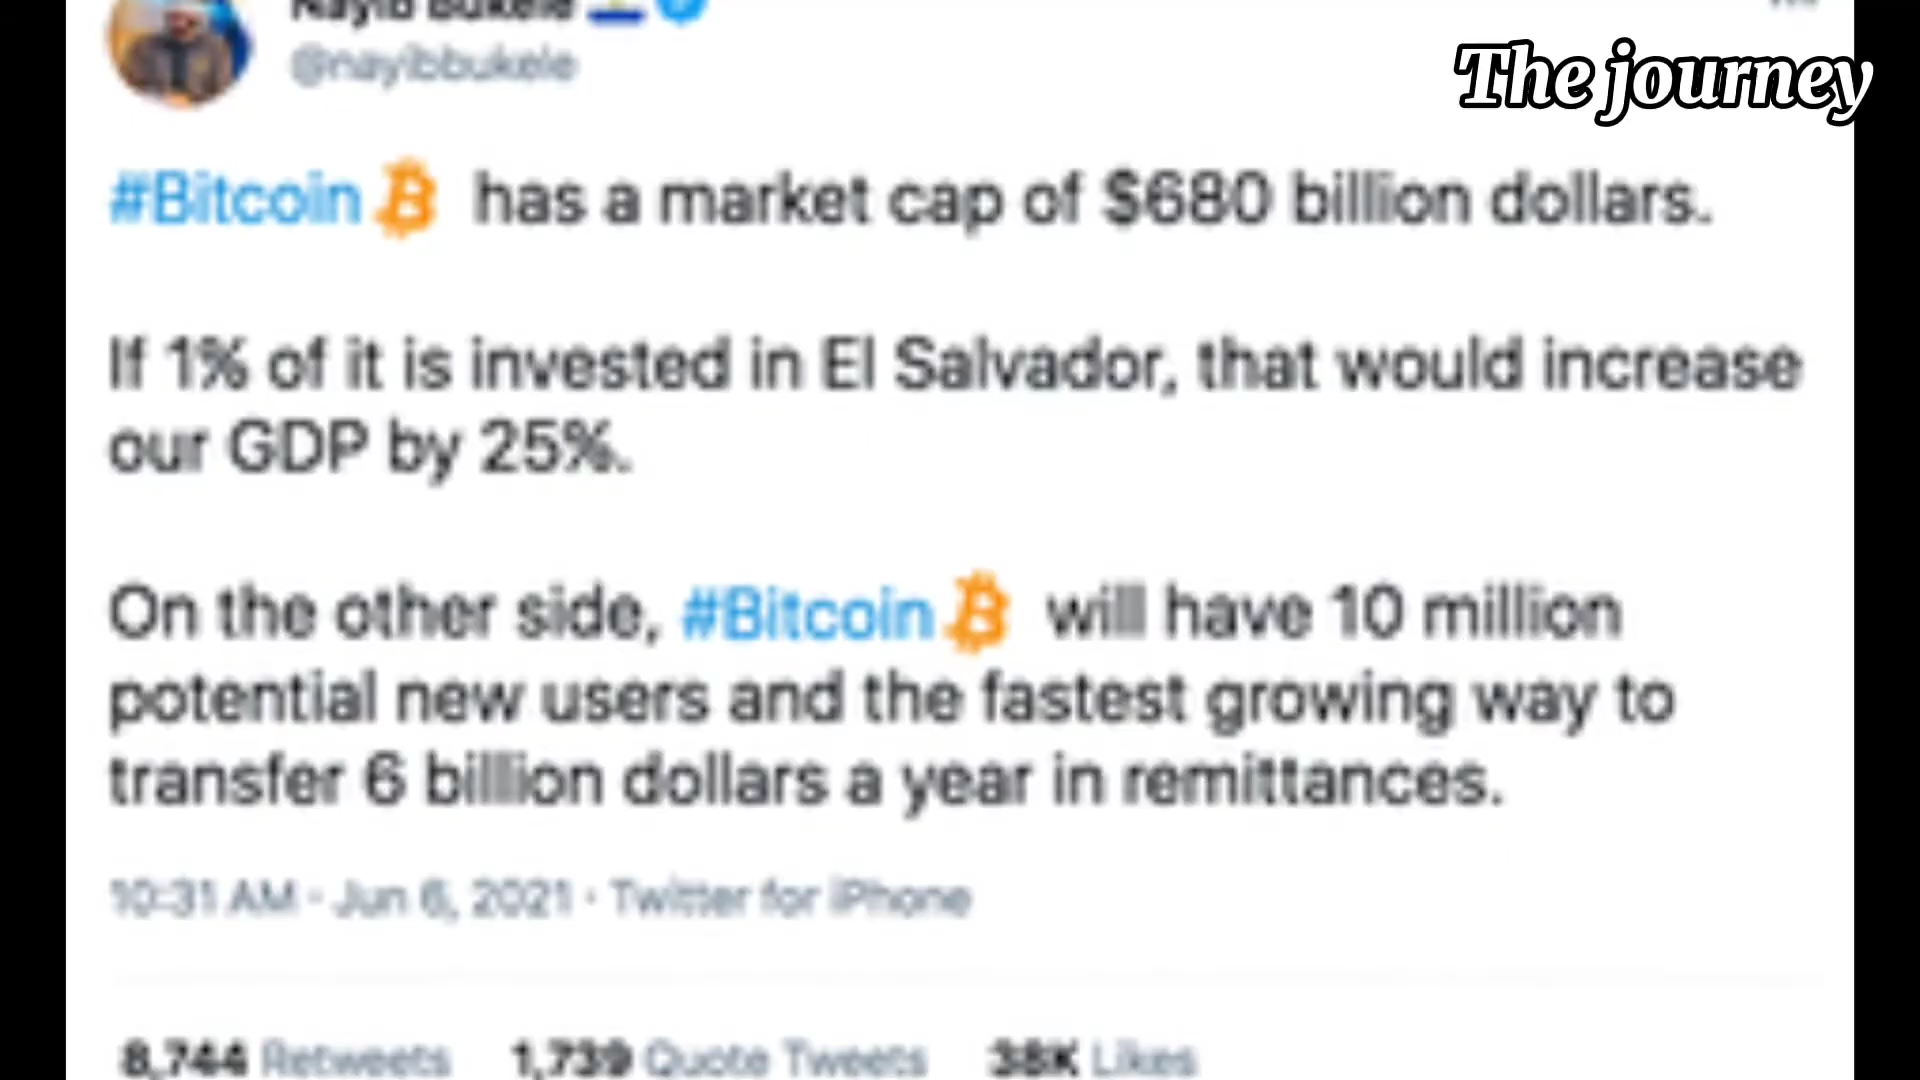 Nayib Bukele
@nayibbukele
The journey
#Bitcoin has a market cap of $680 billion dollars.
If 1% of it is invested in El Salvador, that would increase
our GDP by 25%.
On the other side, #Bitcoin will have 10 million
potential new users and the fastest growing way to
transfer 6 billion dollars a year in remittances.
10:31 AM · Jun 6, 2021 · Twitter for iPhone
8,744 Retweets 1,739 Quote Tweets 38K Likes